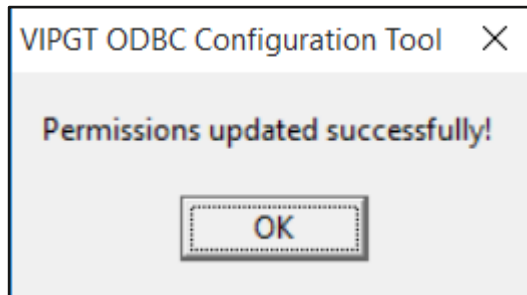 VIPGT ODBC Configuration Tool
Permissions updated successfully!
OK